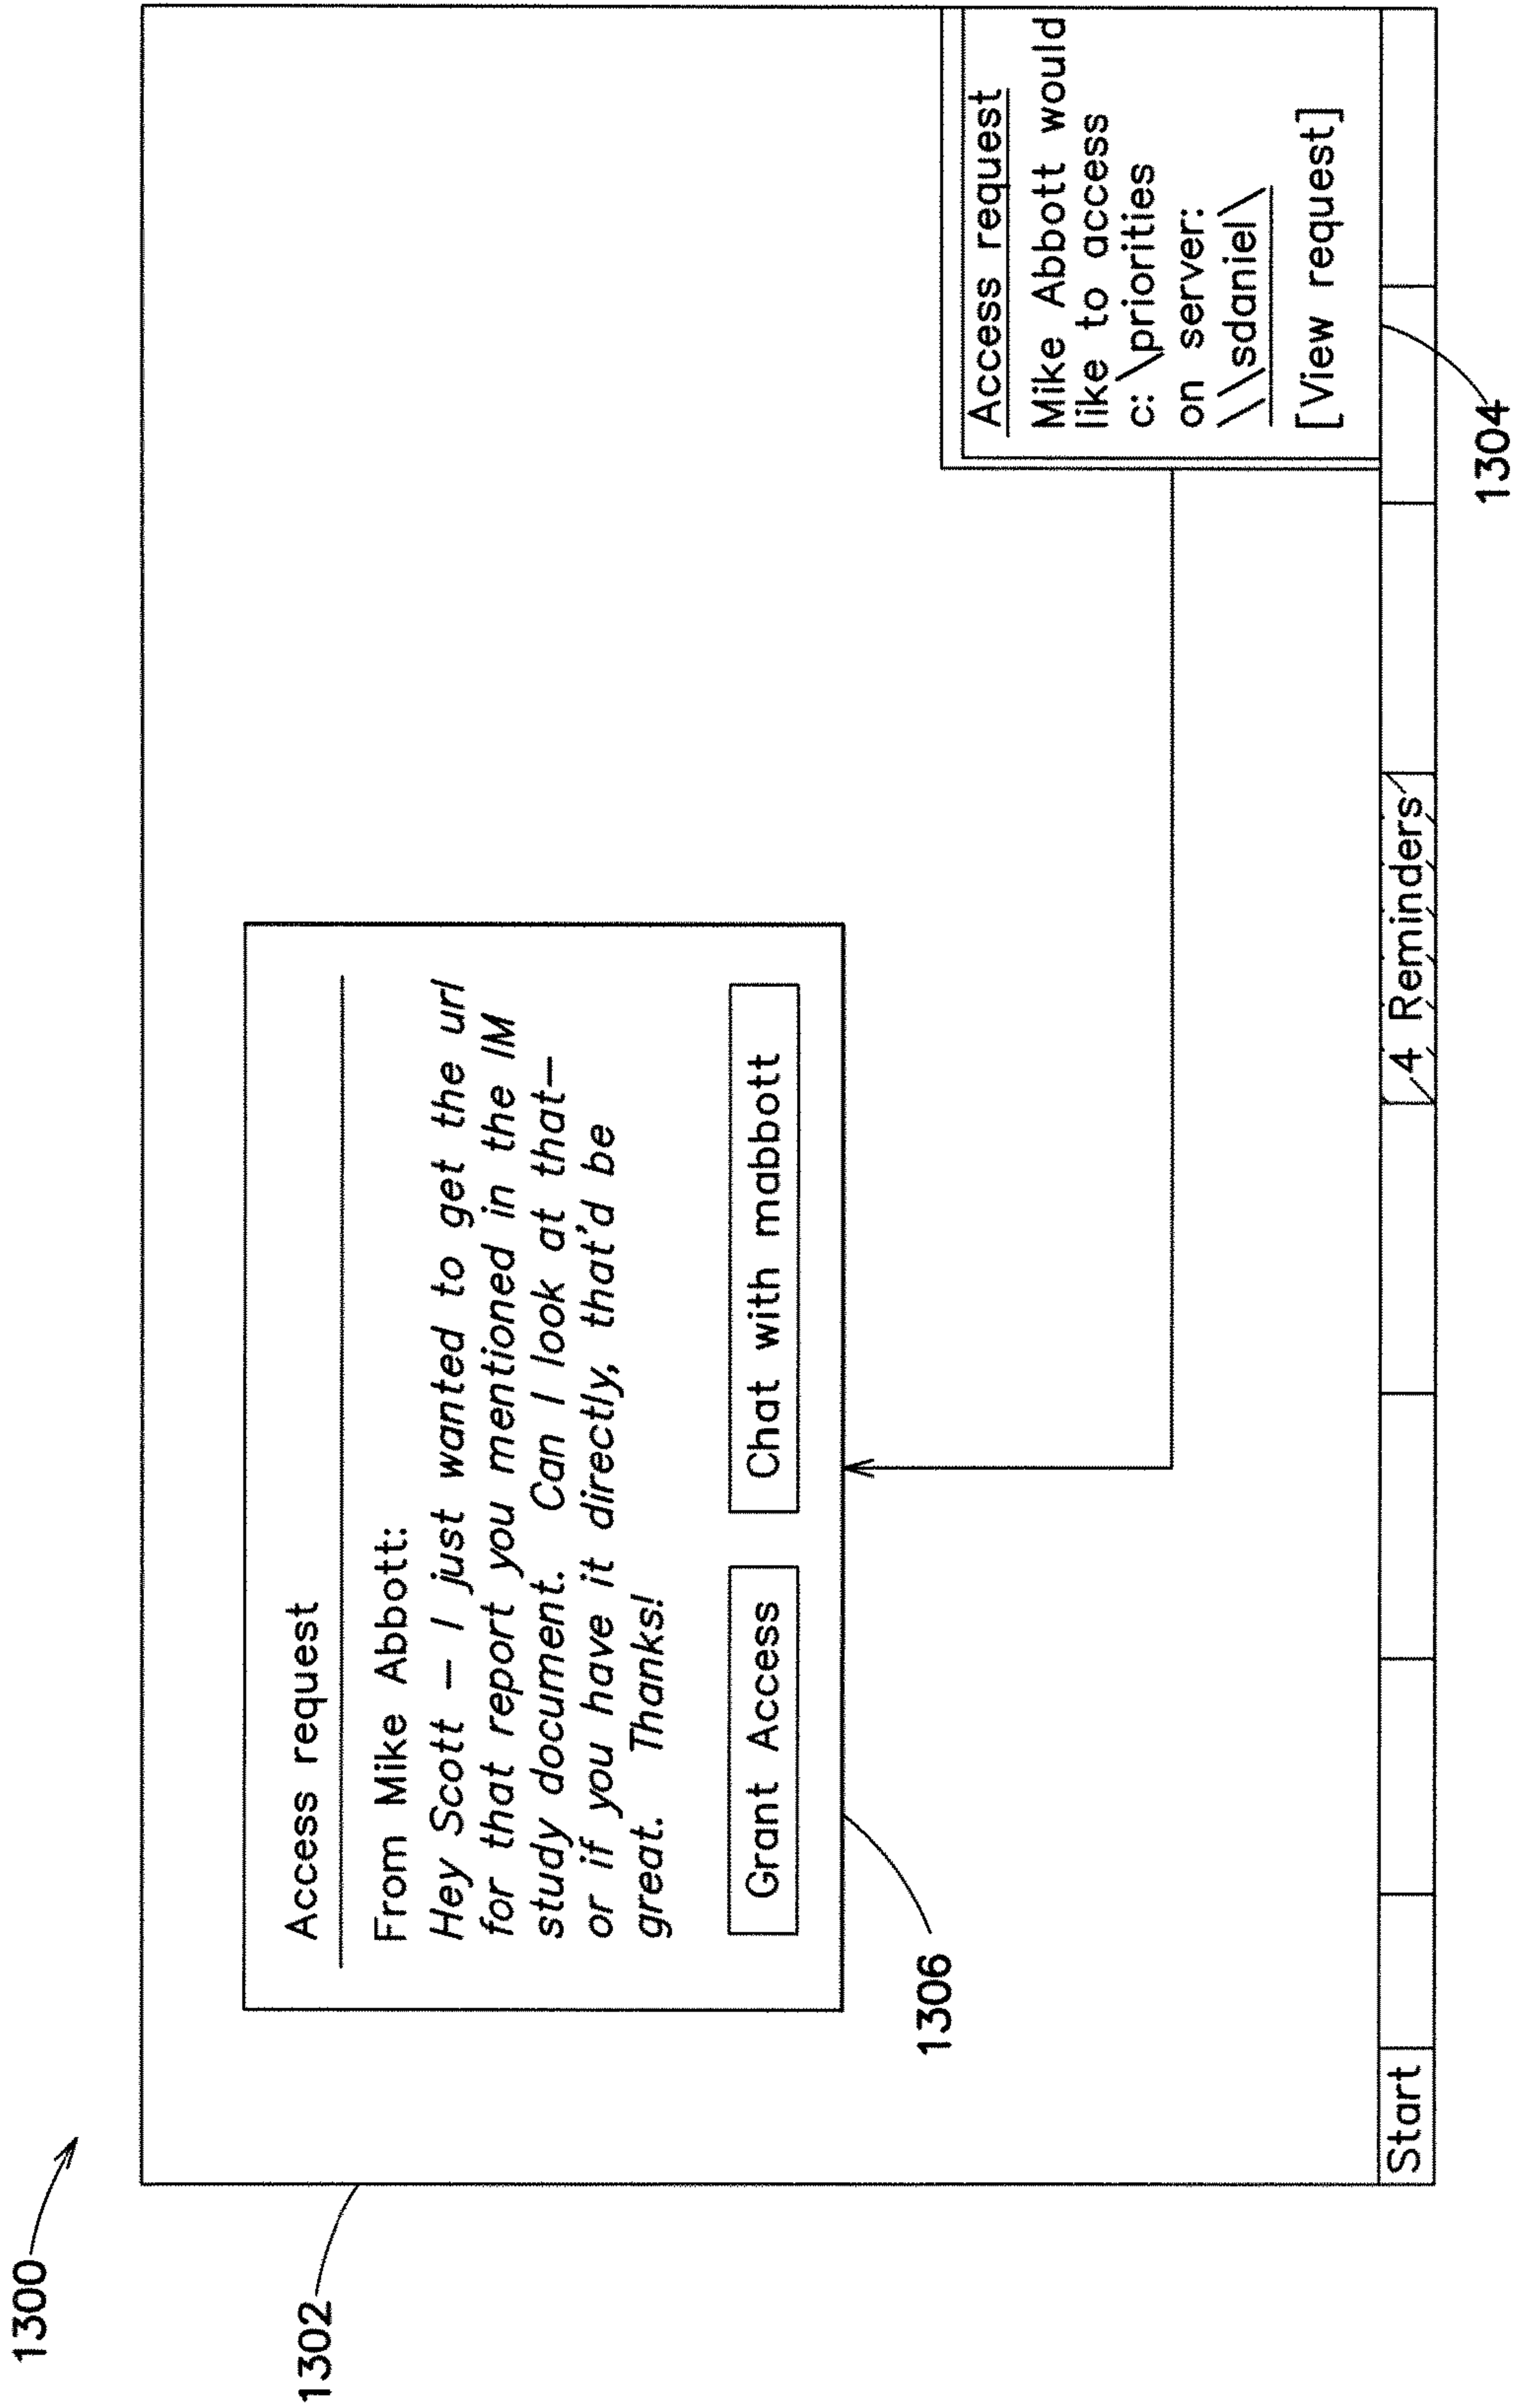 1300
1302
Access request
From Mike Abbott:
Hey Scott – I just wanted to get the url
for that report you mentioned in the IM
study document. Can I look at that–
or if you have it directly, that'd be
great. Thanks!
Grant Access
Chat with mabbott
1306
Access request
Mike Abbott would
like to access
c: \priorities
on server:
\\sdaniel\
[View request]
Start
4 Reminders
1304